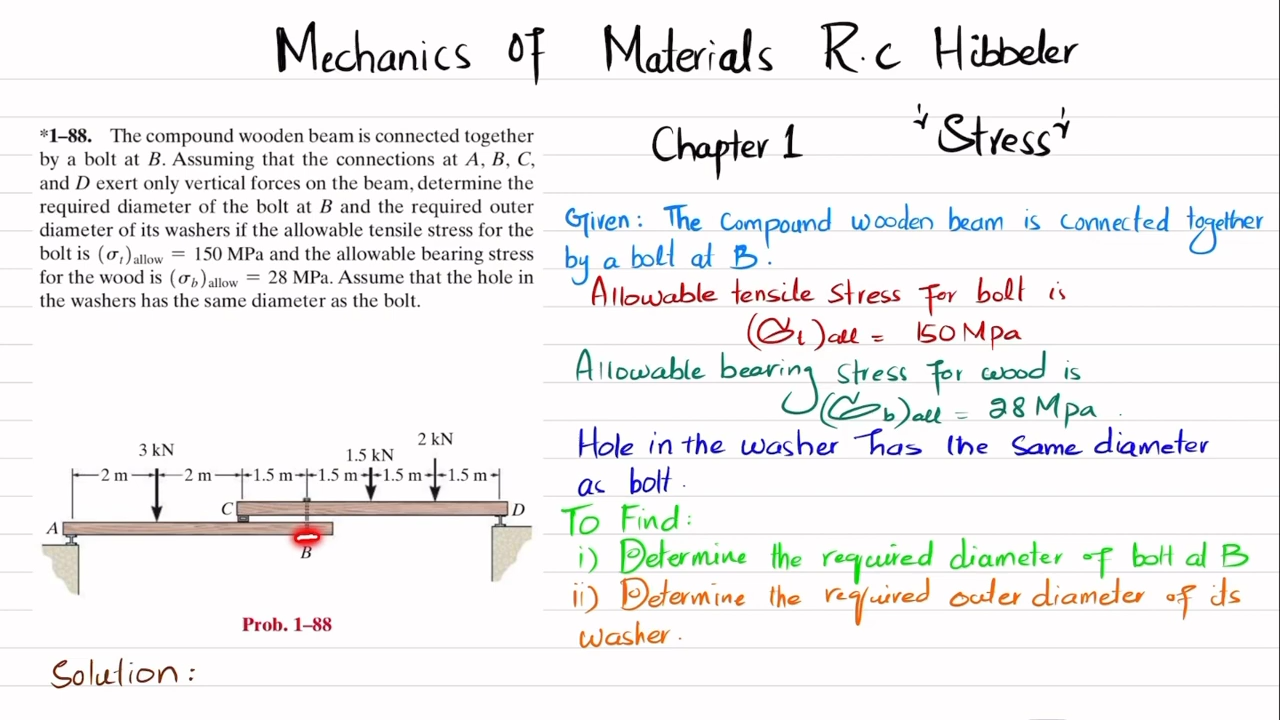 Mechanics Of Materials R.C Hibbeler
Chapter 1 "Stress"
*1–88. The compound wooden beam is connected together
by a bolt at B. Assuming that the connections at A, B, C,
and D exert only vertical forces on the beam, determine the
required diameter of the bolt at B and the required outer
diameter of its washers if the allowable tensile stress for the
bolt is (σt)allow = 150 MPa and the allowable bearing stress
for the wood is (σb)allow = 28 MPa. Assume that the hole in
the washers has the same diameter as the bolt.
Given: The Compound wooden beam is connected together
by a bolt at B.
Allowable tensile stress for bolt is
(σt)all = 150 Mpa
Allowable bearing stress for wood is
(σb)all = 28 Mpa .
Hole in the washer has the same diameter
as bolt.
To Find:
i) Determine the required diameter of bolt at B
ii) Determine the required outer diameter of its
washer.
2 kN
3 kN 1.5 kN
2 m 2 m 1.5 m 1.5 m 1.5 m 1.5 m
C D
A
B
Prob. 1–88
Solution: